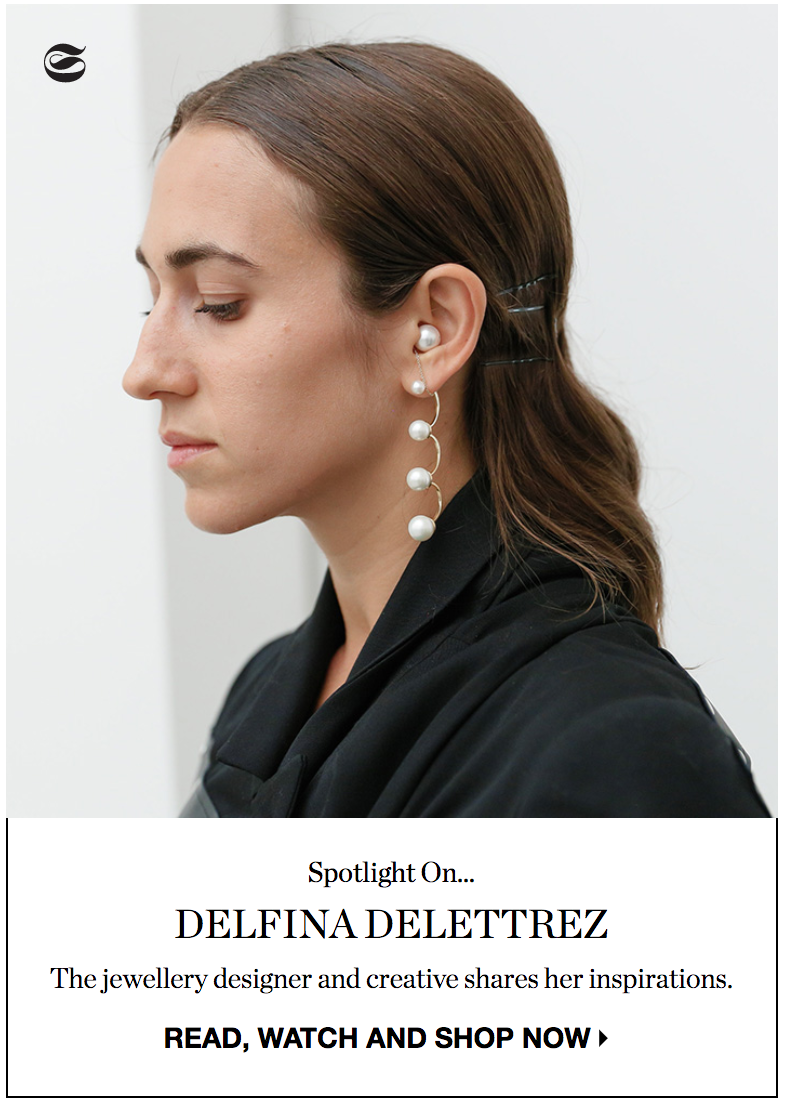 Spotlight On...
DELFINA DELETTREZ
The jewellery designer and creative shares her inspirations.
READ, WATCH AND SHOP NOW